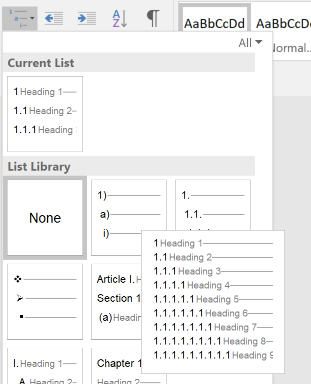 AaBbCcDd AaBbCcDd
Normal...
All
Current List
1 Heading 1
1.1 Heading 2
1.1.1 Heading
List Library
None
1)
a)
i)
1.
1.1.
Article I.
Section 1
(a) Headi
I. Heading 1
A. Heading 2
Chapter 1
1 Heading 1
1.1 Heading 2
1.1.1 Heading 3
1.1.1.1 Heading 4
1.1.1.1.1 Heading 5
1.1.1.1.1.1 Heading 6
1.1.1.1.1.1.1 Heading 7
1.1.1.1.1.1.1.1 Heading 8
1.1.1.1.1.1.1.1.1 Heading 9